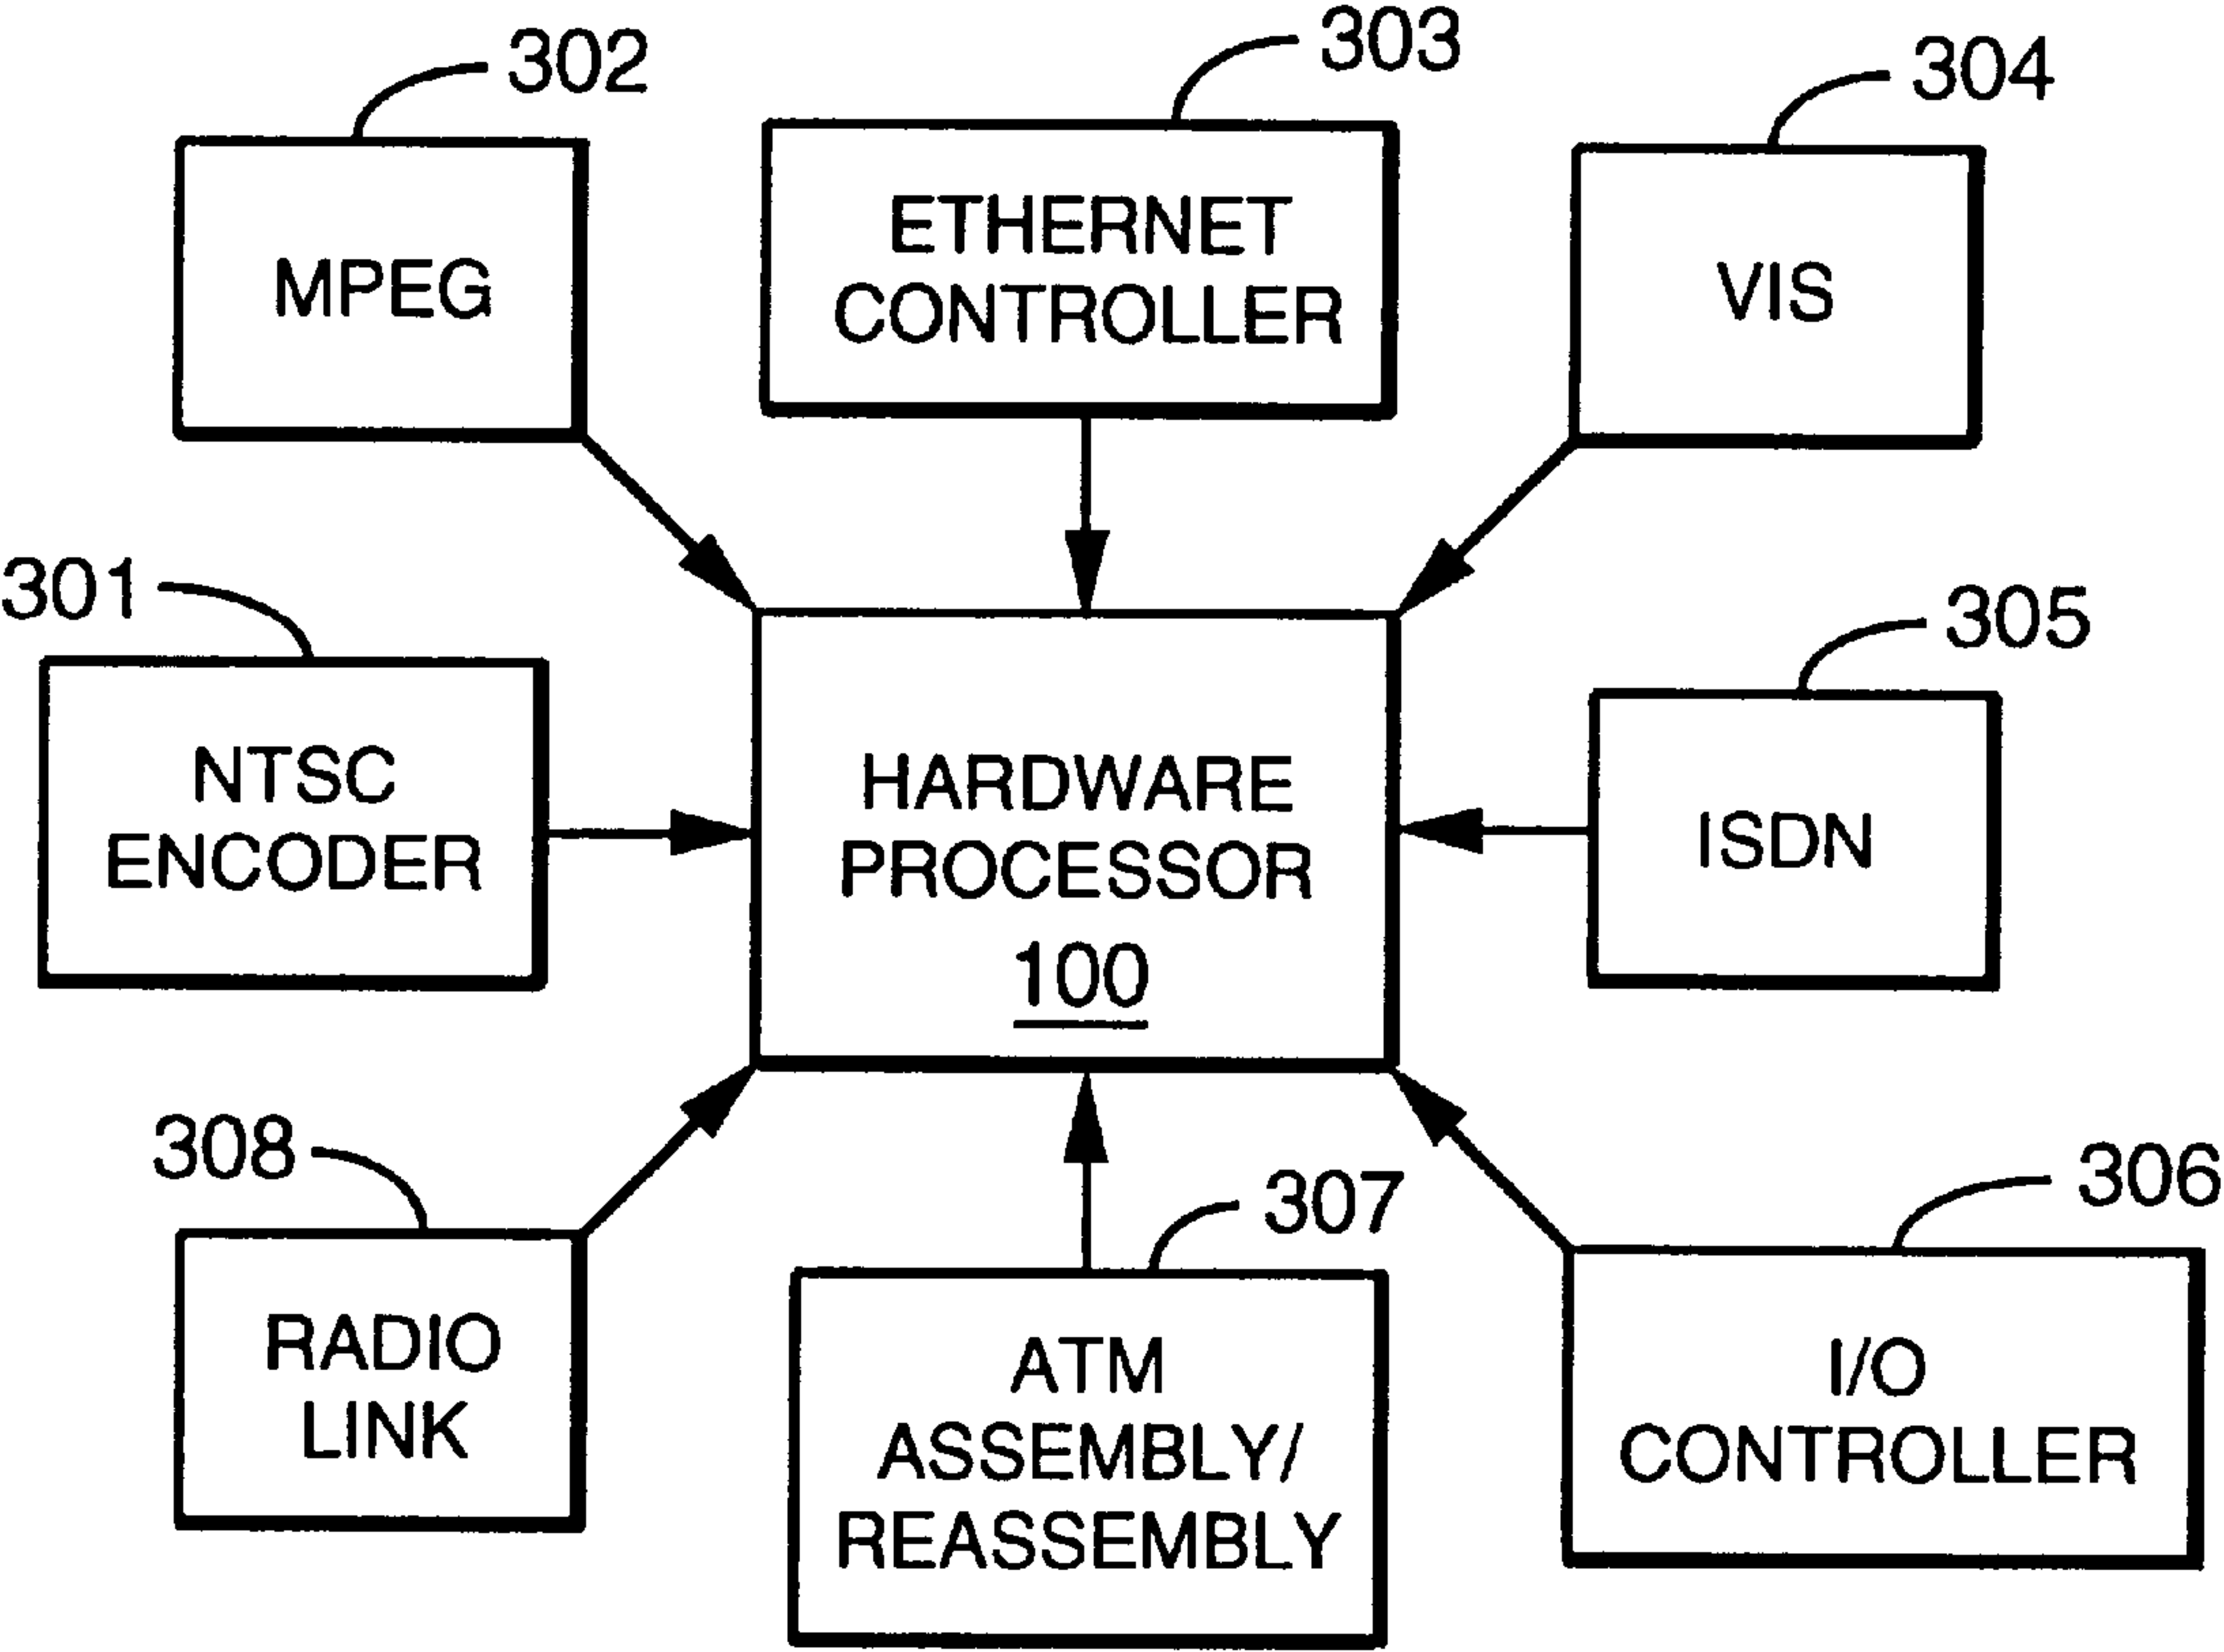 302
303
304
MPEG
ETHERNET
CONTROLLER
VIS
301
305
NTSC
ENCODER
HARDWARE
PROCESSOR
100
ISDN
308
307
306
RADIO
LINK
ATM
ASSEMBLY/
REASSEMBLY
I/O
CONTROLLER